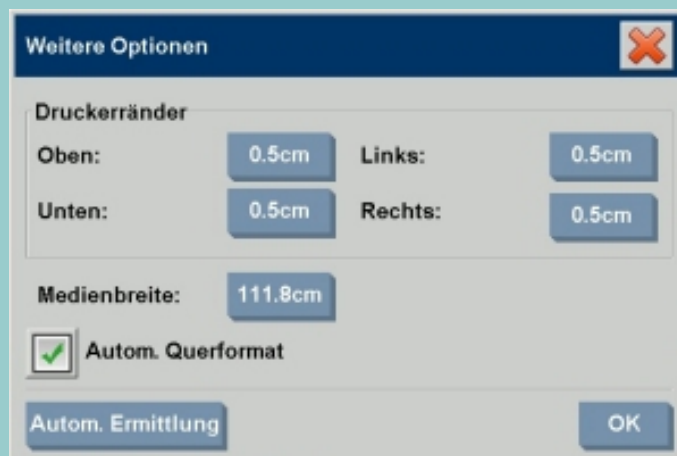 Weitere Optionen
Druckerränder
Oben: 0.5cm Links: 0.5cm
Unten: 0.5cm Rechts: 0.5cm
Medienbreite: 111.8cm
Autom. Querformat
Autom. Ermittlung OK